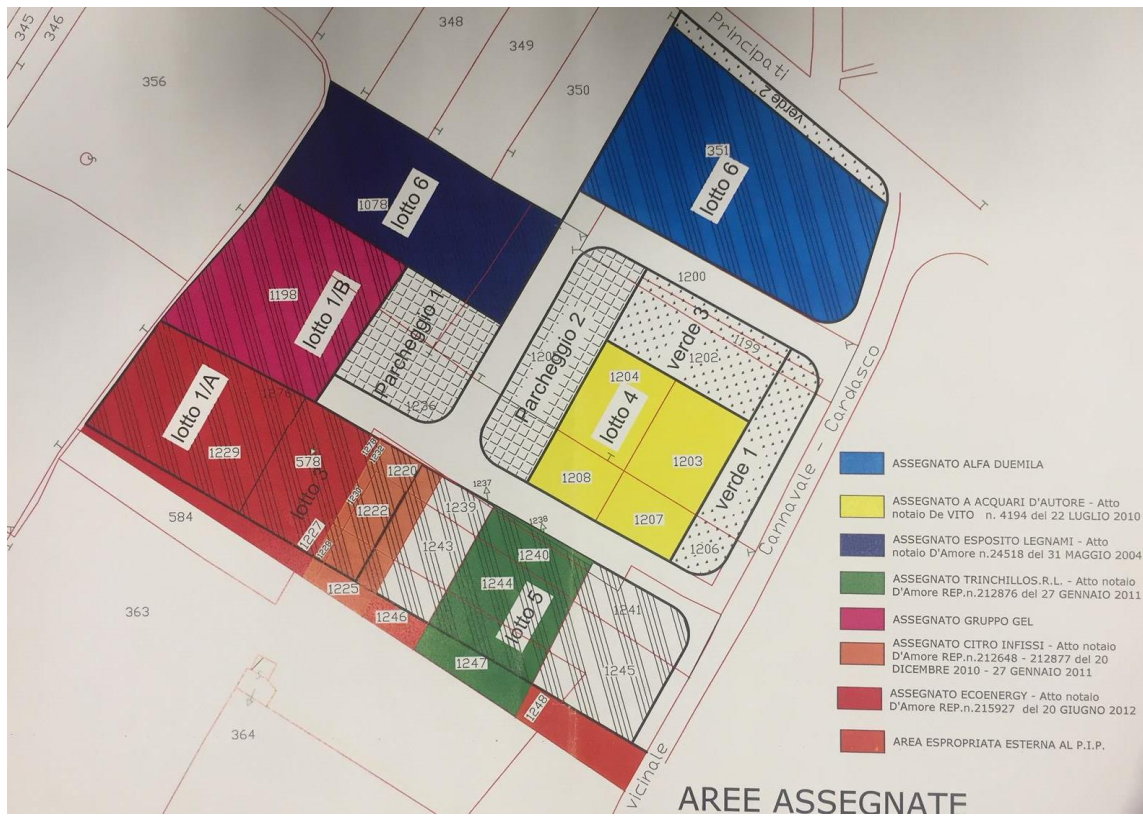 345
346
348
349
350
356
Principati
verde 2
351
lotto 6
1078
lotto 6
1198
lotto 1/B
Parcheggio 1
1236
1200
1199
verde 3
1202
Parcheggio 2
1204
lotto 4
1203
1208
1207
verde 1
1206
Cannavale - Cardasco
lotto 1/A
1229
1276
578
lotto 3
1220
1222
1227
1225
584
363
364
1237
1239
1243
1238
1240
1244
lotto 5
1246
1247
1248
1241
1245
vicinale
ASSEGNATO ALFA DUEMILA
ASSEGNATO A ACQUARI D'AUTORE - Atto
notaio De VITO n. 4194 del 22 LUGLIO 2010
ASSEGNATO ESPOSITO LEGNAMI - Atto
notaio D'Amore n.24518 del 31 MAGGIO 2004
ASSEGNATO TRINCHILLOS.R.L. - Atto notaio
D'Amore REP.n.212876 del 27 GENNAIO 2011
ASSEGNATO GRUPPO GEL
ASSEGNATO CITRO INFISSI - Atto notaio
D'Amore REP.n.212648 - 212877 del 20
DICEMBRE 2010 - 27 GENNAIO 2011
ASSEGNATO ECOENERGY - Atto notaio
D'Amore REP.n.215927 del 20 GIUGNO 2012
AREA ESPROPRIATA ESTERNA AL P.I.P.
AREE ASSEGNATE